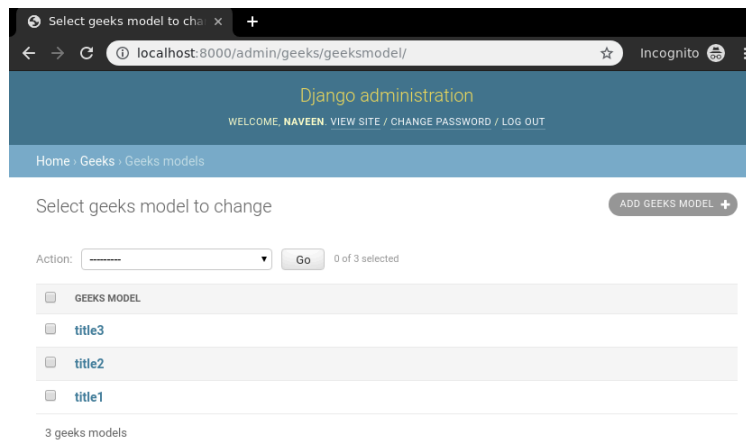 Select geeks model to cha
localhost:8000/admin/geeks/geeksmodel/
Incognito
Django administration
WELCOME, NAVEEN. VIEW SITE / CHANGE PASSWORD / LOG OUT
Home › Geeks › Geeks models
Select geeks model to change
ADD GEEKS MODEL +
Action: --------- Go 0 of 3 selected
GEEKS MODEL
title3
title2
title1
3 geeks models